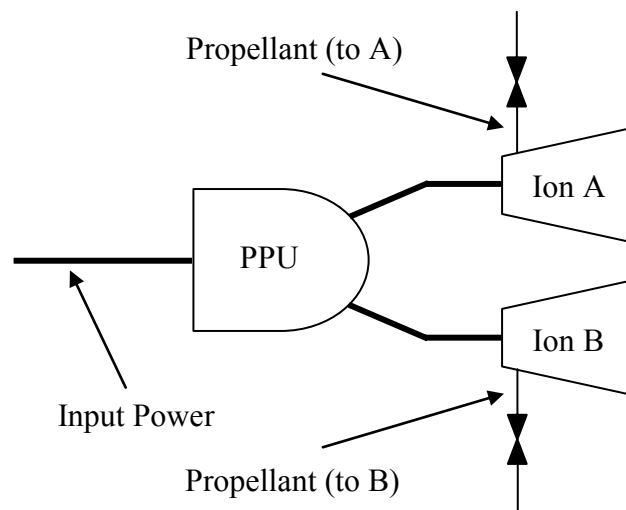 Propellant (to A)
Ion A
PPU
Ion B
Input Power
Propellant (to B)